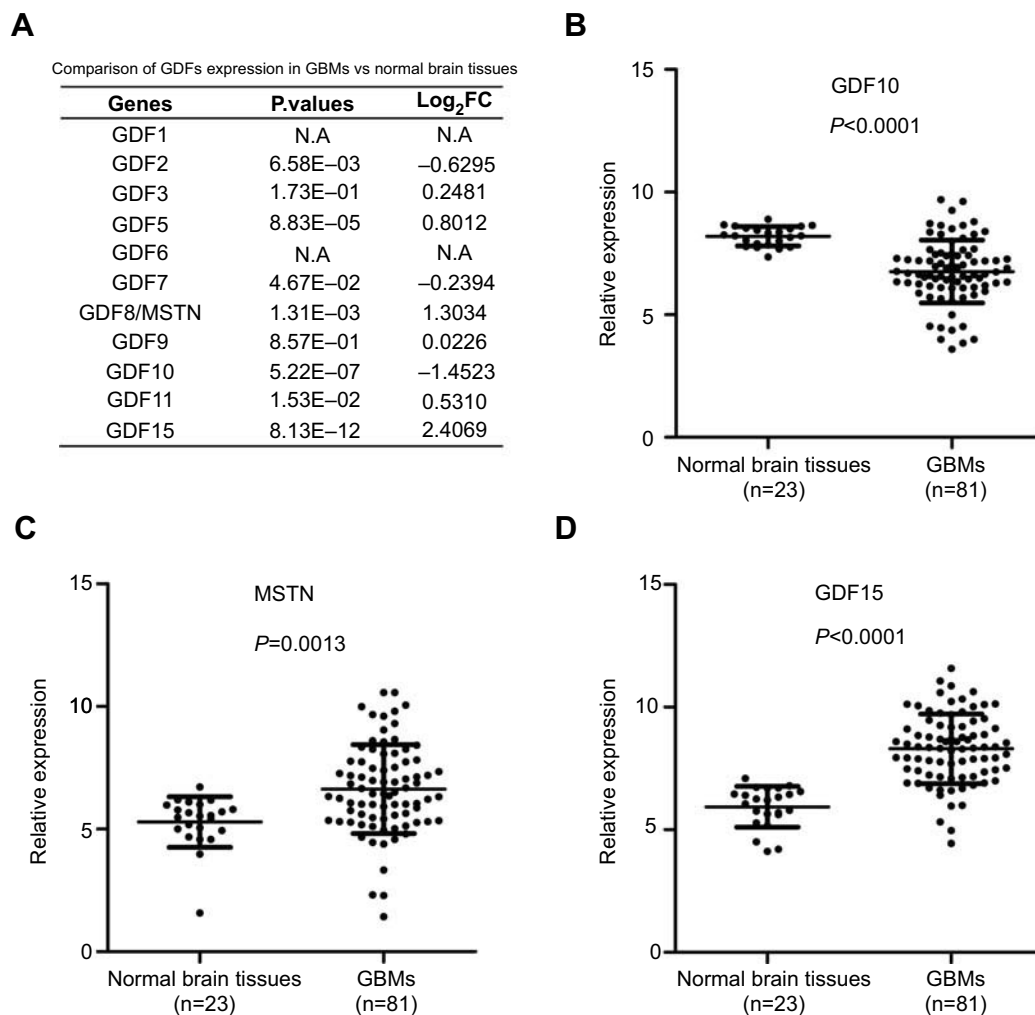 A
Comparison of GDFs expression in GBMs vs normal brain tissues
Genes P.values Log2FC
GDF1 N.A N.A
GDF2 6.58E–03 –0.6295
GDF3 1.73E–01 0.2481
GDF5 8.83E–05 0.8012
GDF6 N.A N.A
GDF7 4.67E–02 –0.2394
GDF8/MSTN 1.31E–03 1.3034
GDF9 8.57E–01 0.0226
GDF10 5.22E–07 –1.4523
GDF11 1.53E–02 0.5310
GDF15 8.13E–12 2.4069
B
GDF10
P<0.0001
Relative expression
15
10
5
0
Normal brain tissues
(n=23)
GBMs
(n=81)
C
MSTN
P=0.0013
Relative expression
15
10
5
0
Normal brain tissues
(n=23)
GBMs
(n=81)
D
GDF15
P<0.0001
Relative expression
15
10
5
0
Normal brain tissues
(n=23)
GBMs
(n=81)